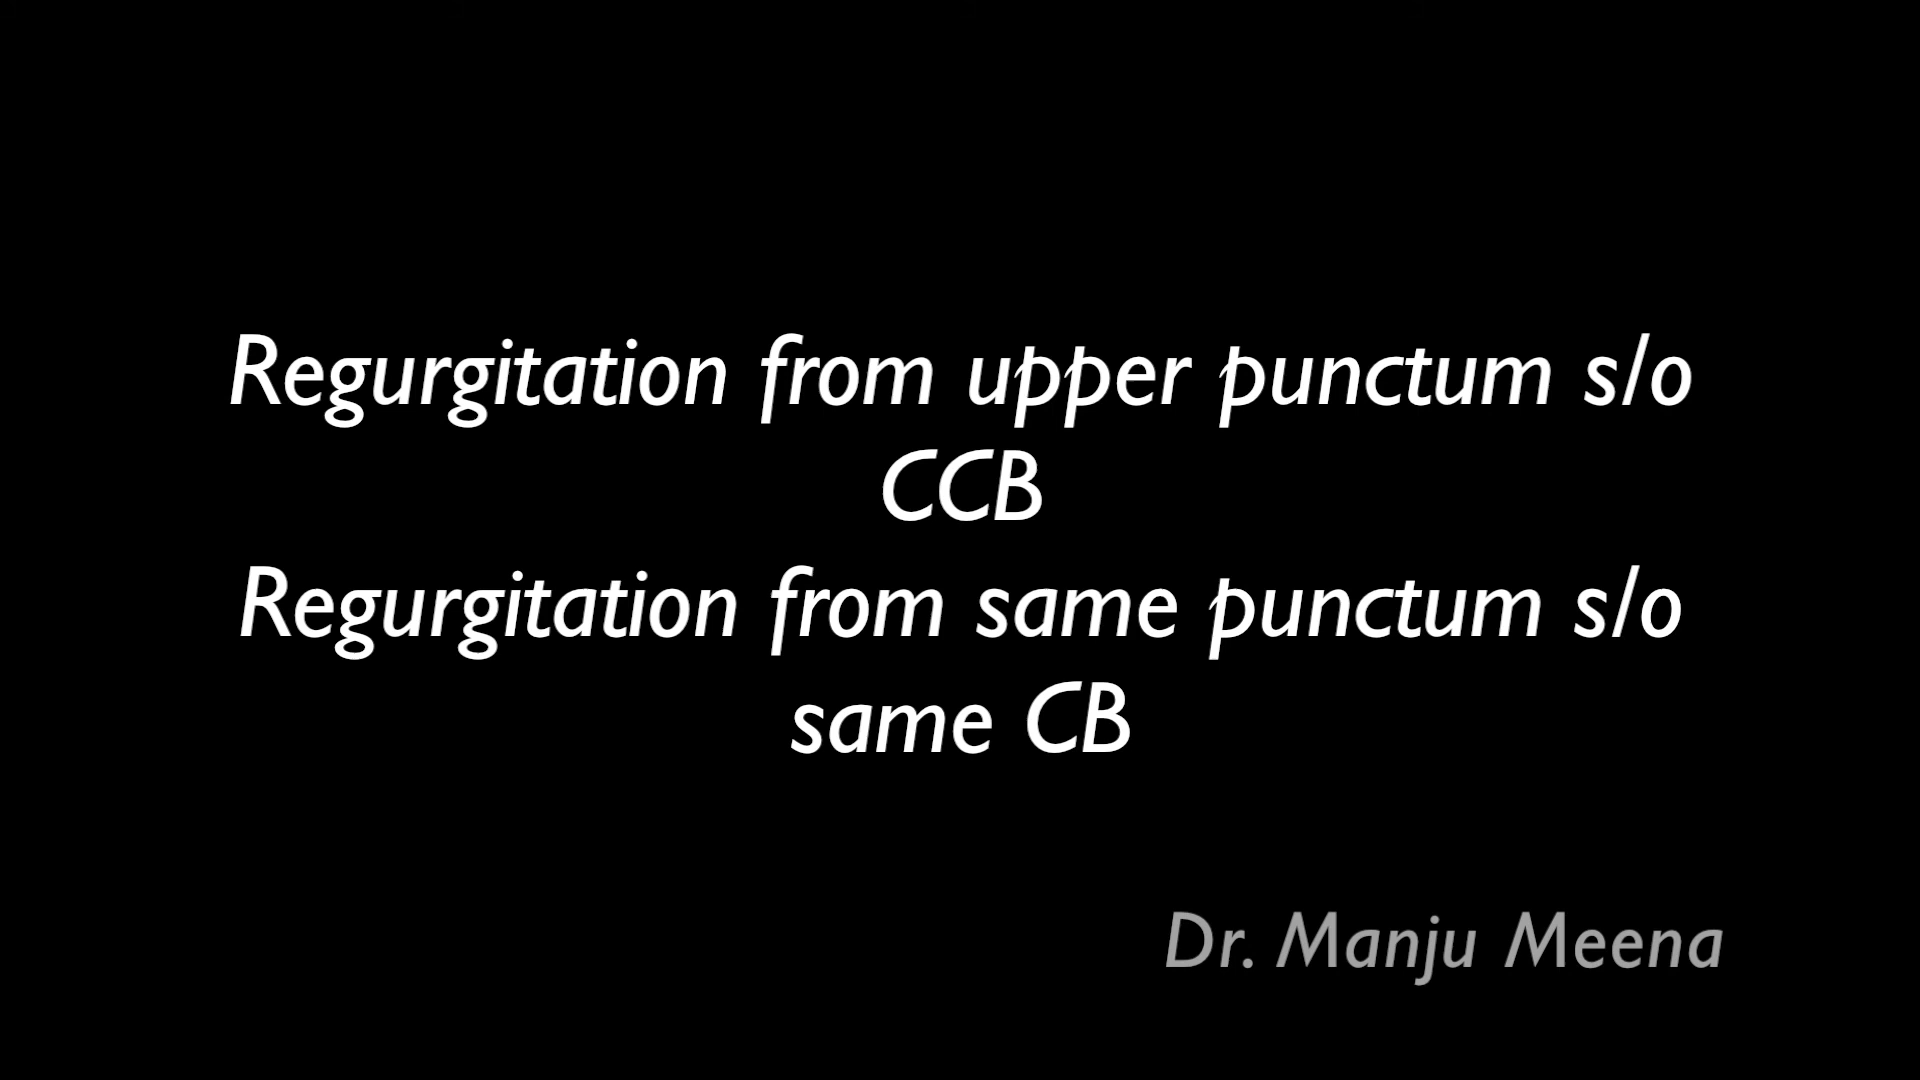 Regurgitation from upper punctum s/o
CCB
Regurgitation from same punctum s/o
same CB
Dr. Manju Meena